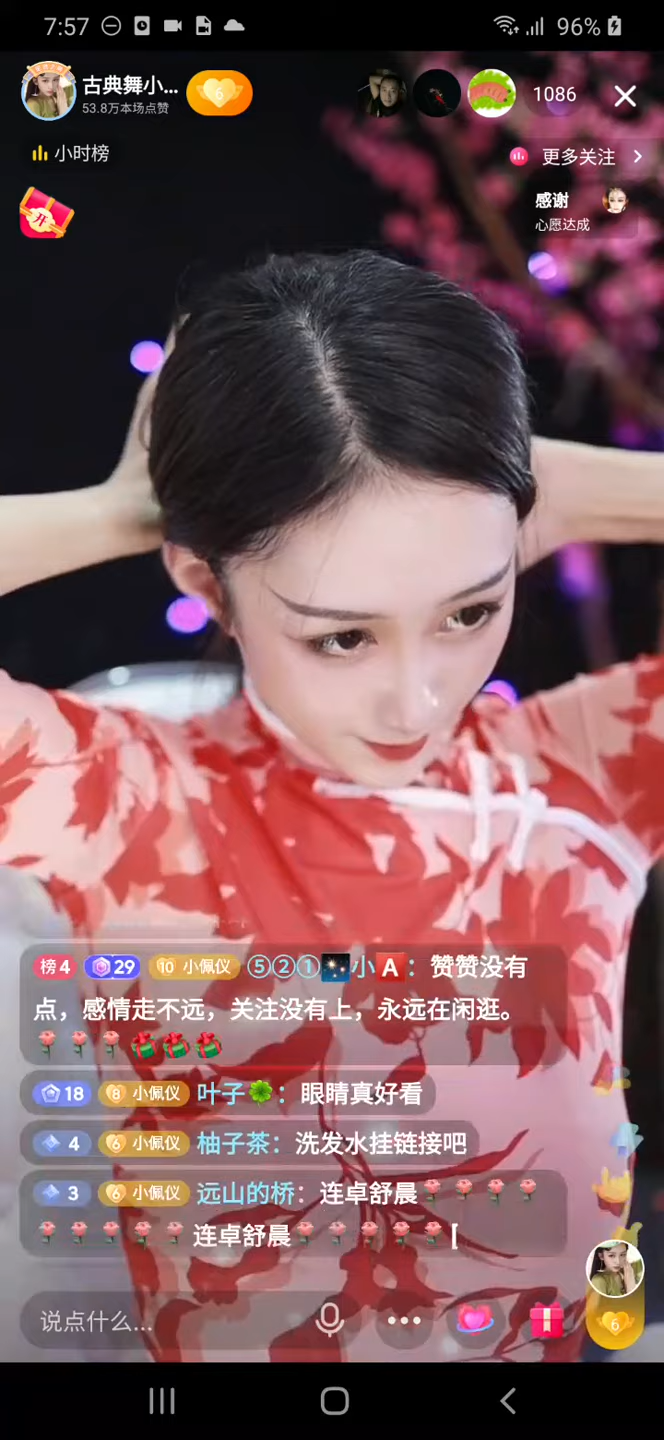 7:57
96%
古典舞小...
53.8万本场点赞
6
1086
小时榜
更多关注
开
感谢
心愿达成
榜4 29 10 小佩仪 ⑤②①🎇小🅰：赞赞没有
点，感情走不远，关注没有上，永远在闲逛。
🌹🌹🌹🎁🎁🎁
18 8 小佩仪 叶子🍀：眼睛真好看
4 6 小佩仪 柚子茶：洗发水挂链接吧
3 6 小佩仪 远山的桥：连卓舒晨🌹🌹🌹🌹
🌹🌹🌹🌹🌹连卓舒晨🌹🌹🌹🌹🌹[
说点什么...
6